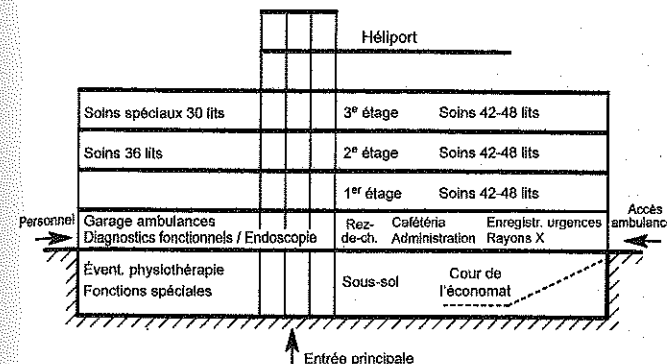 Héliport
Soins spéciaux 30 lits
3e étage
Soins 42-48 lits
Soins 36 lits
2e étage
Soins 42-48 lits
1er étage
Soins 42-48 lits
Personnel
Garage ambulances
Diagnostics fonctionnels / Endoscopie
Rez-
de-ch.
Cafétéria
Administration
Enregistr. urgences
Rayons X
Accès
ambulance
Évent. physiothérapie
Fonctions spéciales
Sous-sol
Cour de
l'économat
Entrée principale